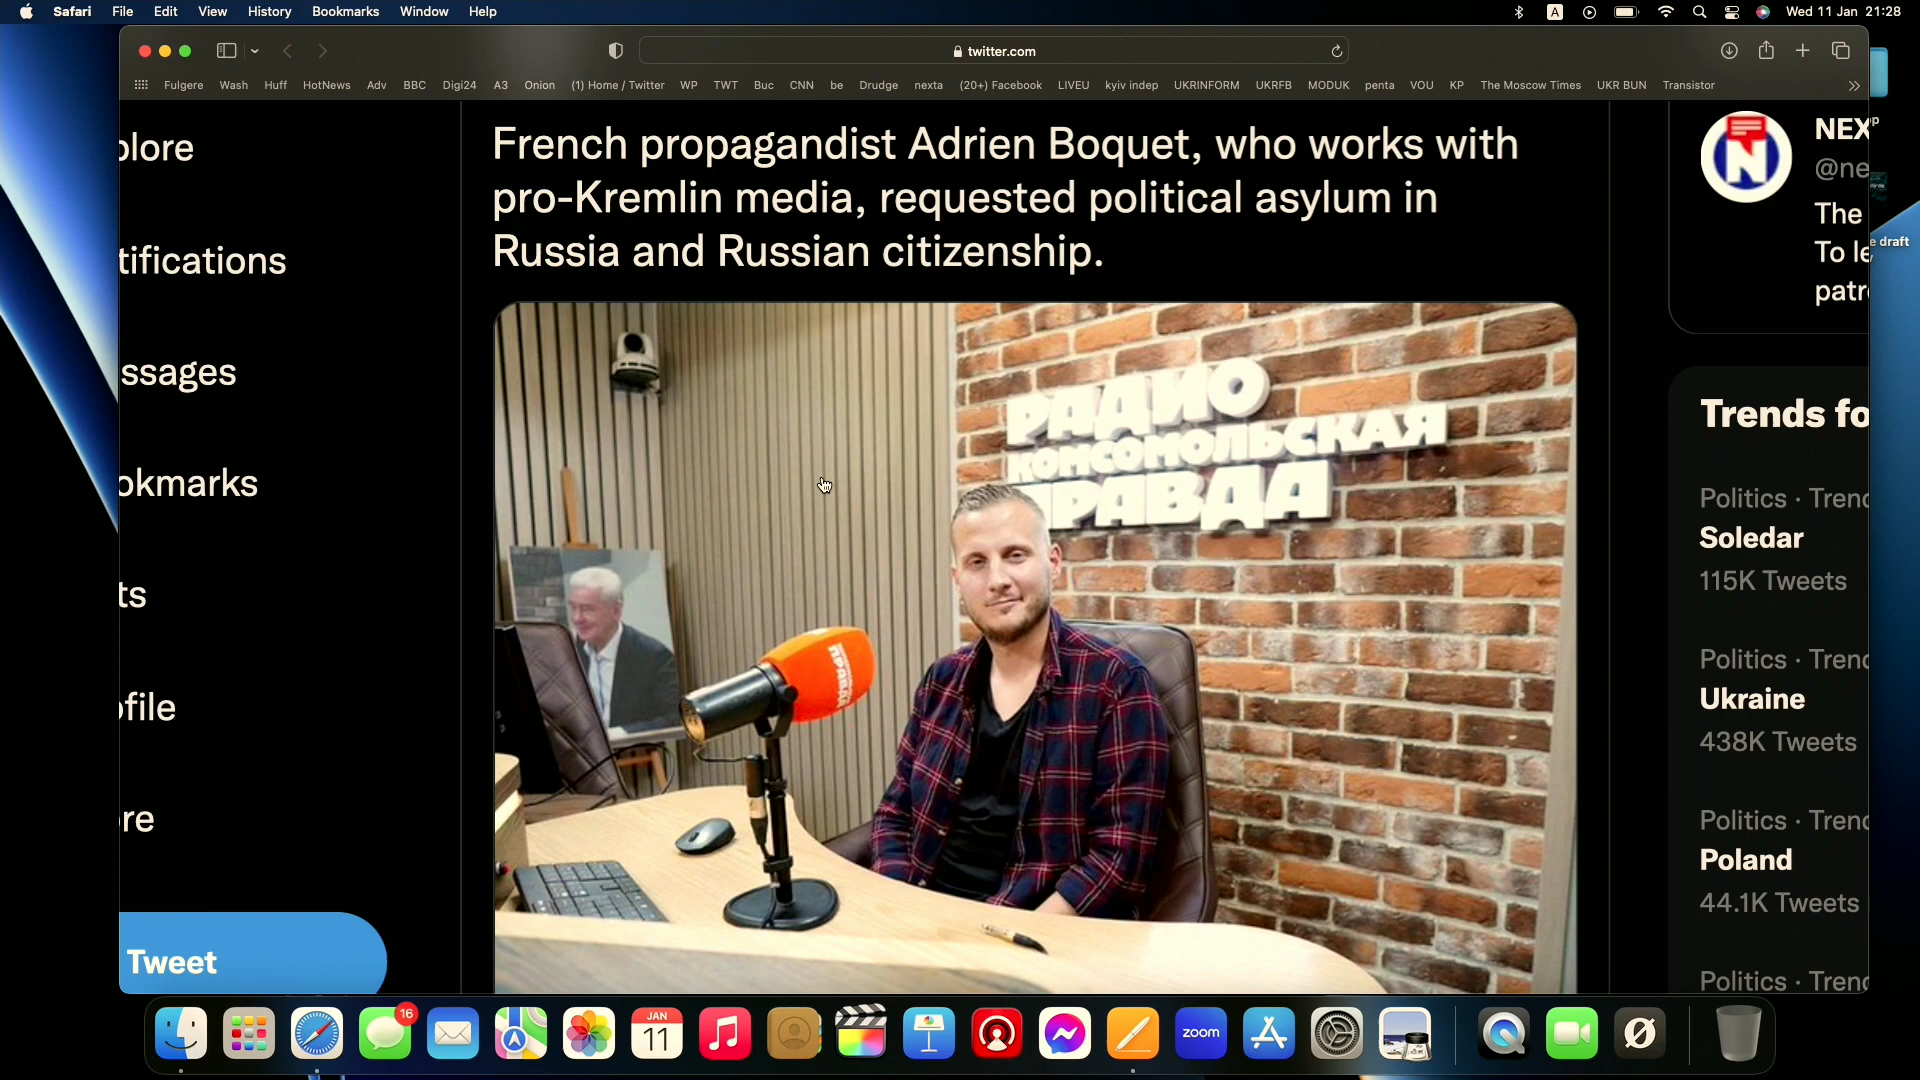 Safari File Edit View History Bookmarks Window Help
A
Wed 11 Jan 21:28
twitter.com
Fulgere Wash Huff HotNews Adv BBC Digi24 A3 Onion (1) Home / Twitter WP TWT Buc CNN be Drudge nexta (20+) Facebook LIVEU kyiv indep UKRINFORM UKRFB MODUK penta VOU KP The Moscow Times UKR BUN Transistor
plore
tifications
ssages
okmarks
ts
ofile
re
Tweet
French propagandist Adrien Boquet, who works with
pro-Kremlin media, requested political asylum in
Russia and Russian citizenship.
РАДИО
КОМСОМОЛЬСКАЯ
ПРАВДА
ПРАВДА
N
NEX
@ne
The
To le
patr
e draft
Trends fo
Politics · Trend
Soledar
115K Tweets
Politics · Trend
Ukraine
438K Tweets
Politics · Trend
Poland
44.1K Tweets
Politics · Trend
16
JAN
11
zoom